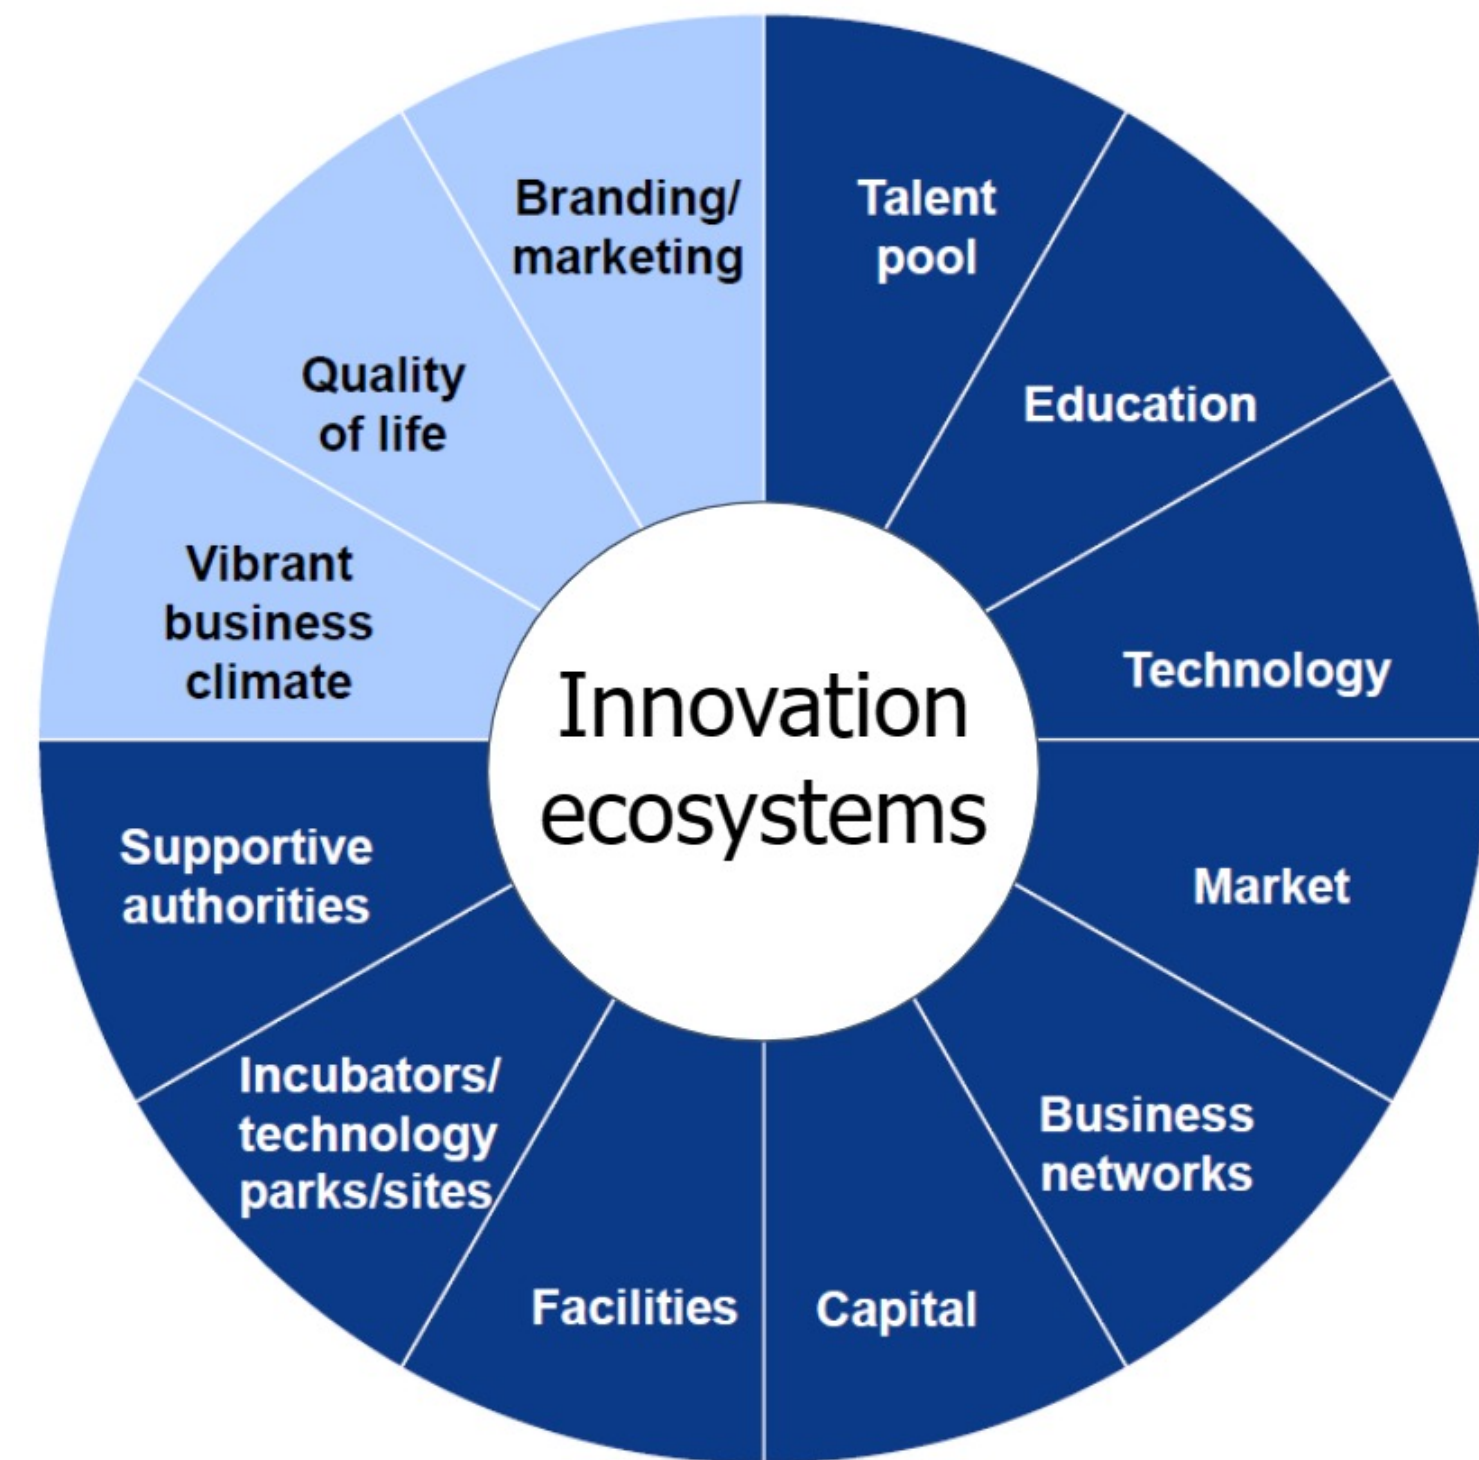 Branding/
marketing
Talent
pool
Quality
of life
Education
Vibrant
business
climate
Technology
Innovation
ecosystems
Supportive
authorities
Market
Incubators/
technology
parks/sites
Business
networks
Facilities
Capital